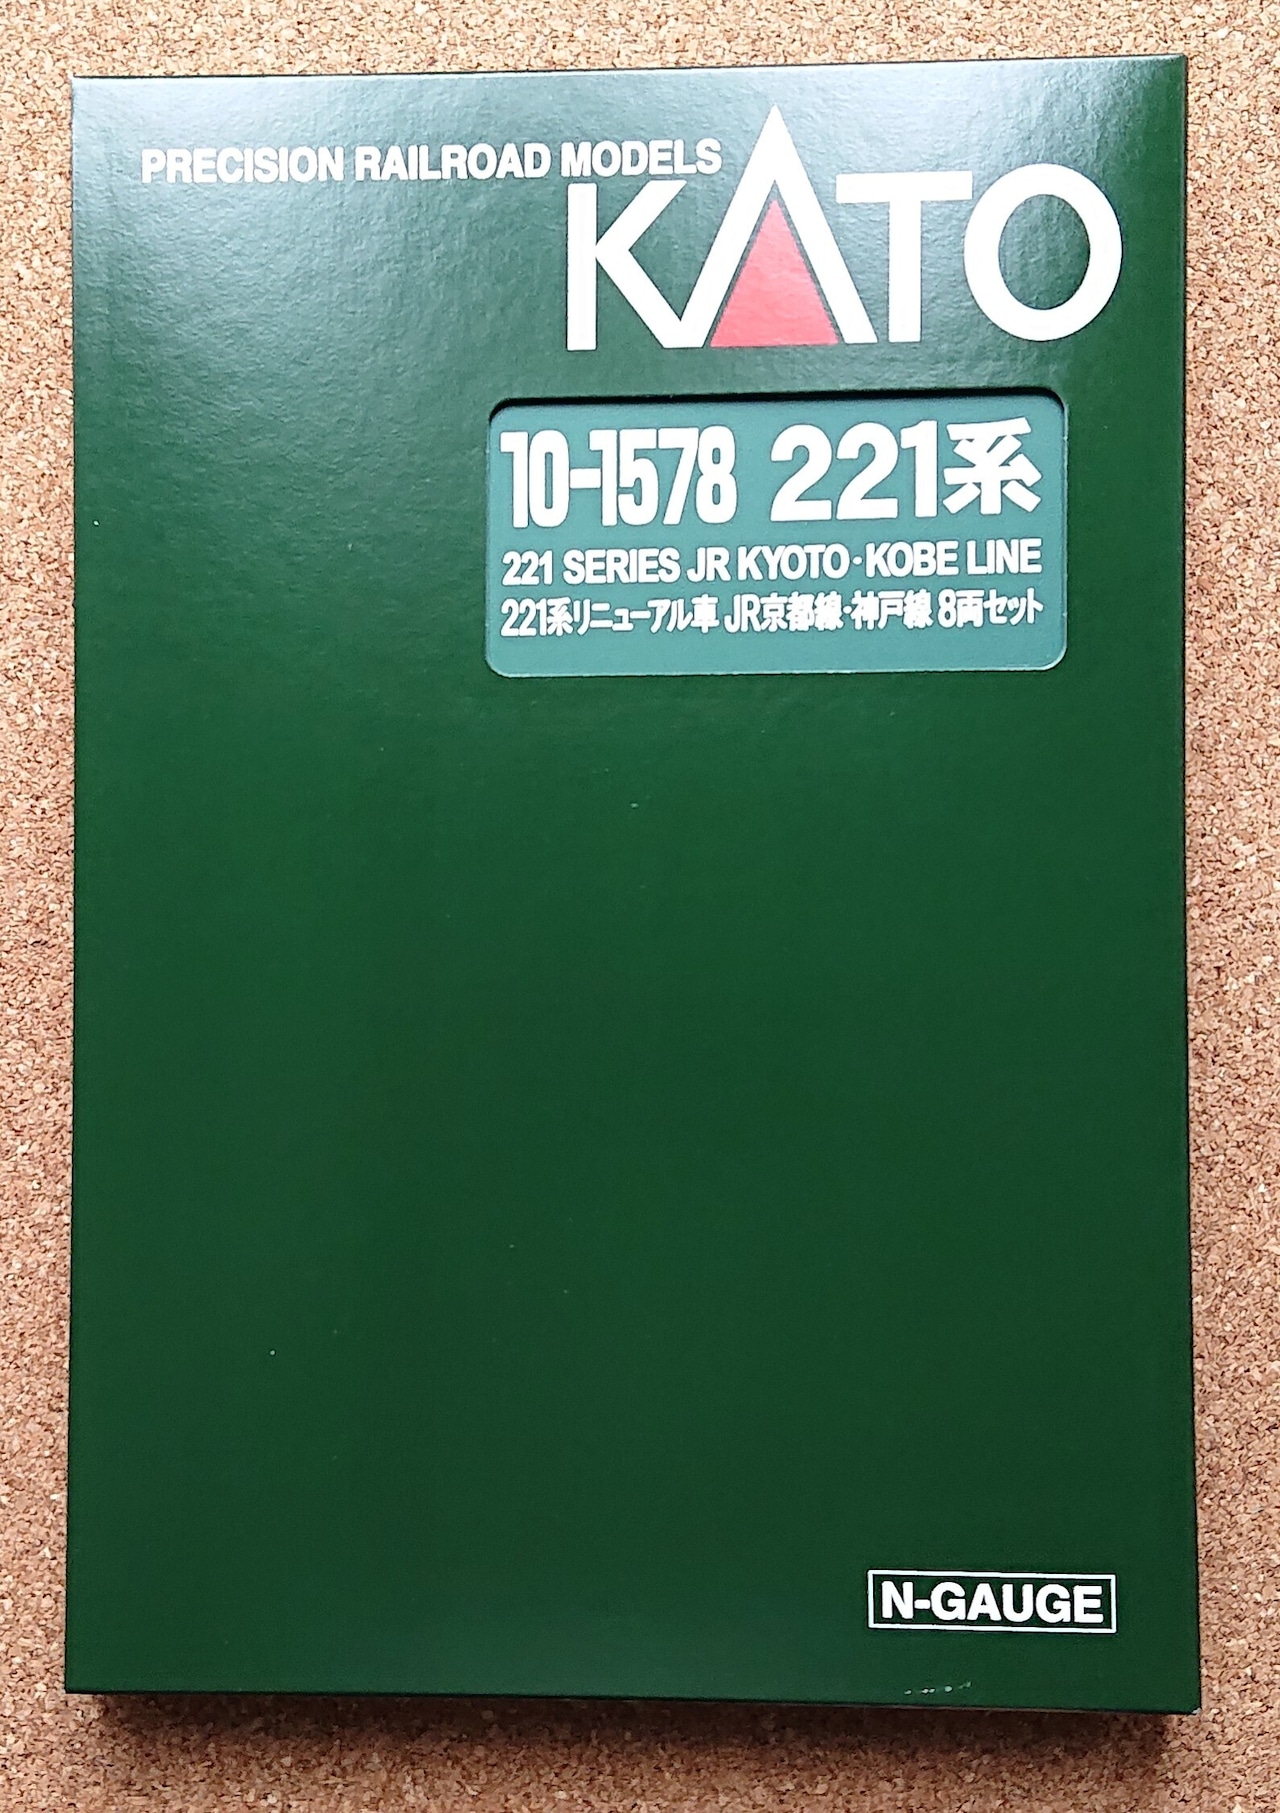 PRECISION RAILROAD MODELS
KATO
10-1578 221系
221 SERIES JR KYOTO・KOBE LINE
221系リニューアル車 JR京都線・神戸線 8両セット
N-GAUGE